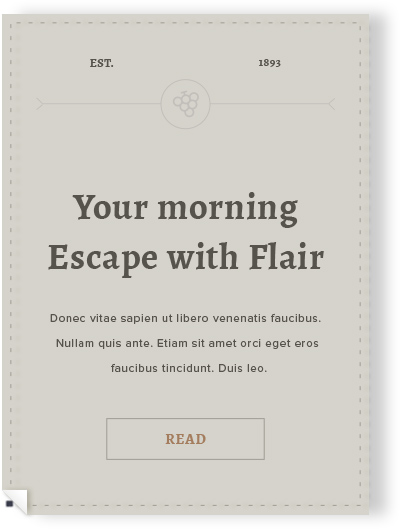 EST. 1893
Your morning
Escape with Flair
Donec vitae sapien ut libero venenatis faucibus.
Nullam quis ante. Etiam sit amet orci eget eros
faucibus tincidunt. Duis leo.
READ